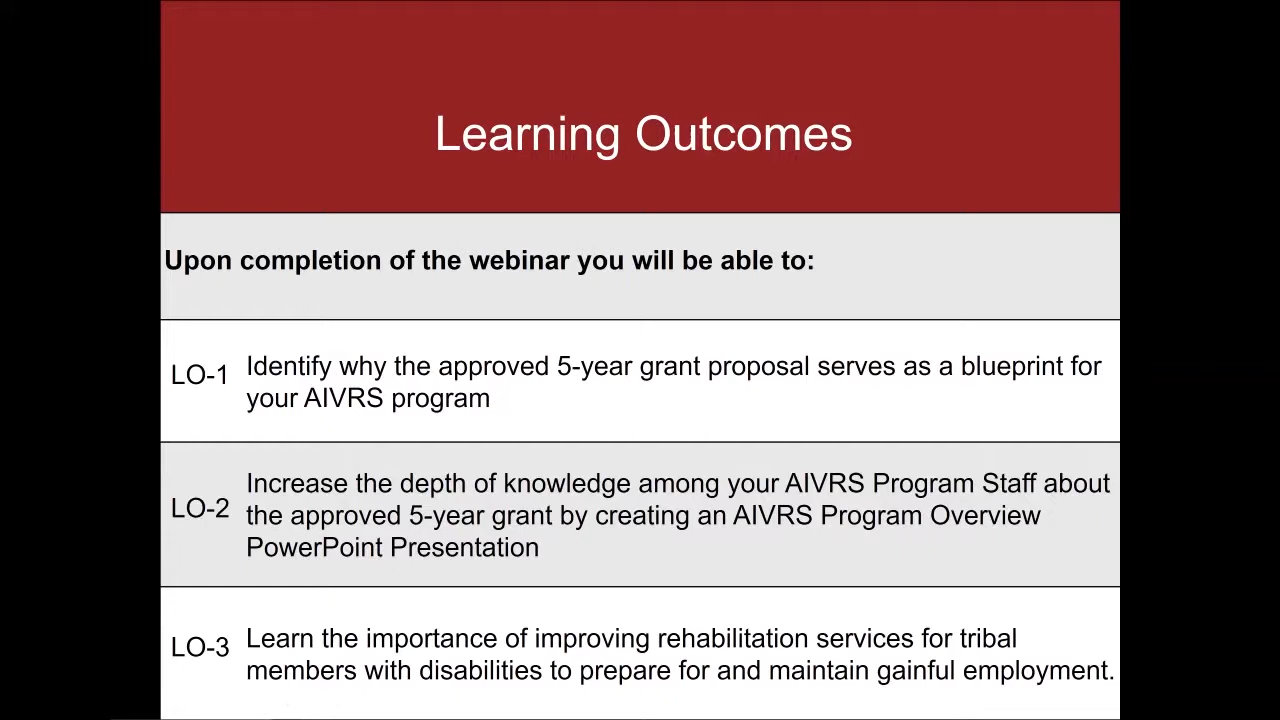 Learning Outcomes
Upon completion of the webinar you will be able to:
LO-1
Identify why the approved 5-year grant proposal serves as a blueprint for
your AIVRS program
LO-2
Increase the depth of knowledge among your AIVRS Program Staff about
the approved 5-year grant by creating an AIVRS Program Overview
PowerPoint Presentation
LO-3
Learn the importance of improving rehabilitation services for tribal
members with disabilities to prepare for and maintain gainful employment.